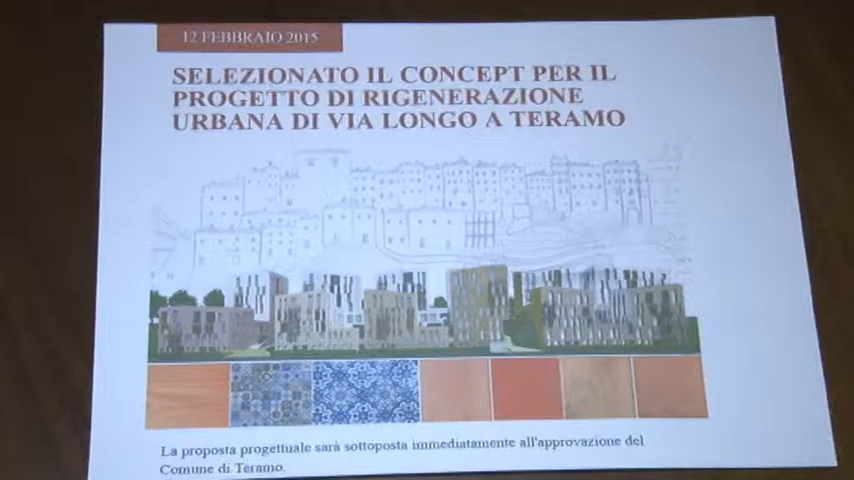 12 FEBBRAIO 2015
SELEZIONATO IL CONCEPT PER IL
PROGETTO DI RIGENERAZIONE
URBANA DI VIA LONGO A TERAMO
La proposta progettuale sarà sottoposta immediatamente all'approvazione del
Comune di Teramo.